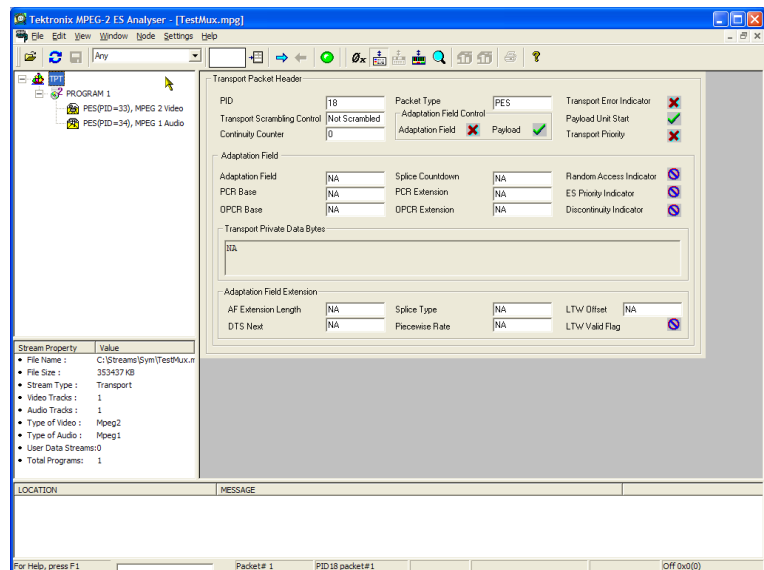 Tektronix MPEG-2 ES Analyser - [TestMux.mpg]
File Edit View Window Node Settings Help
Any
0x
?
TPT
PROGRAM 1
PES(PID=33), MPEG 2 Video
PES(PID=34), MPEG 1 Audio
Transport Packet Header
PID 18 Packet Type PES Transport Error Indicator
Transport Scrambling Control Not Scrambled Adaptation Field Control Payload Unit Start
Continuity Counter 0 Adaptation Field Payload Transport Priority
Adaptation Field
Adaptation Field NA Splice Countdown NA Random Access Indicator
PCR Base NA PCR Extension NA ES Priority Indicator
OPCR Base NA OPCR Extension NA Discontinuity Indicator
Transport Private Data Bytes
NA
Adaptation Field Extension
AF Extension Length NA Splice Type NA LTW Offset NA
DTS Next NA Piecewise Rate NA LTW Valid Flag
Stream Property Value
File Name : C:\Streams\Sym\TestMux.m
File Size : 353437 KB
Stream Type : Transport
Video Tracks : 1
Audio Tracks : 1
Type of Video : Mpeg2
Type of Audio : Mpeg1
User Data Streams:0
Total Programs: 1
LOCATION MESSAGE
For Help, press F1 Packet# 1 PID18 packet#1 Off 0x0(0)